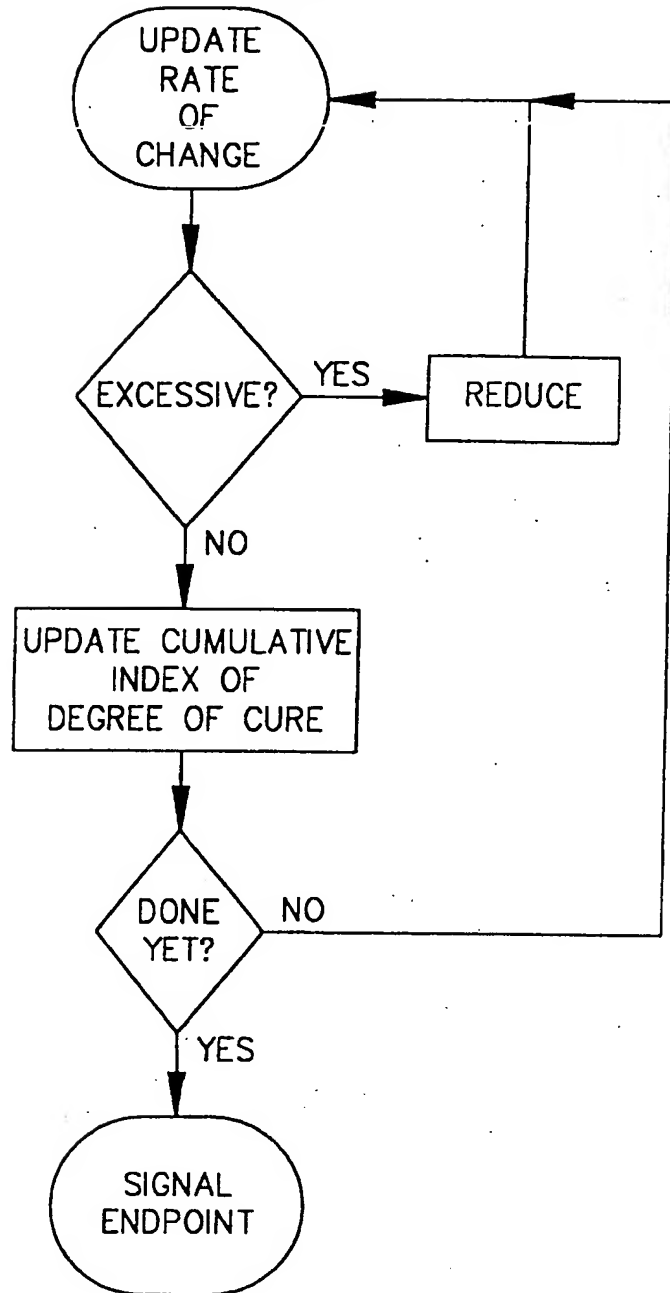 UPDATE
RATE
OF
CHANGE
EXCESSIVE?
YES
REDUCE
NO
UPDATE CUMULATIVE
INDEX OF
DEGREE OF CURE
DONE
YET?
NO
YES
SIGNAL
ENDPOINT